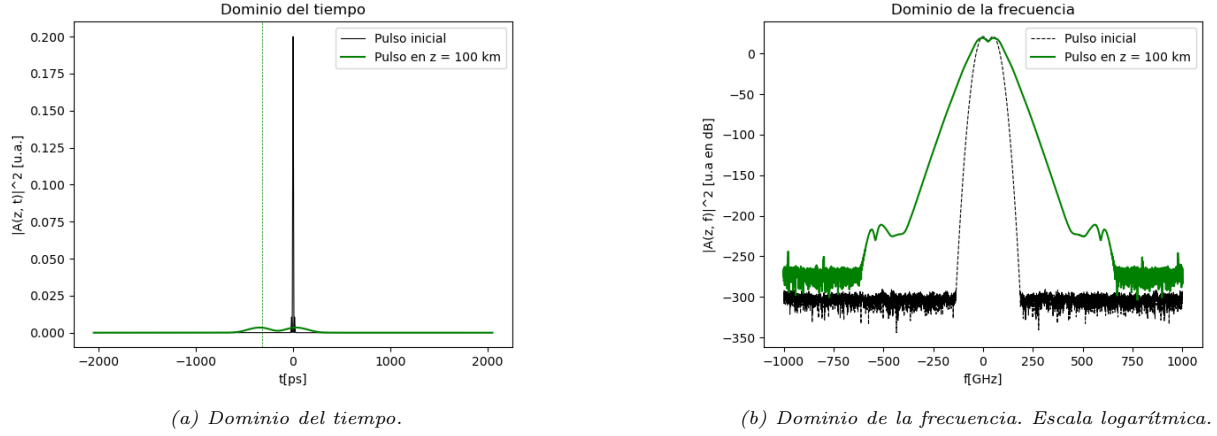 Dominio del tiempo
0.200
0.175
0.150
0.125
0.100
0.075
0.050
0.025
0.000
|A(z, t)|^2 [u.a.]
Pulso inicial
Pulso en z = 100 km
−2000
−1000
0
1000
2000
t[ps]
(a) Dominio del tiempo.
Dominio de la frecuencia
0
−50
−100
−150
−200
−250
−300
−350
|A(z, f)|^2 [u.a en dB]
Pulso inicial
Pulso en z = 100 km
−1000
−750
−500
−250
0
250
500
750
1000
f[GHz]
(b) Dominio de la frecuencia. Escala logarítmica.